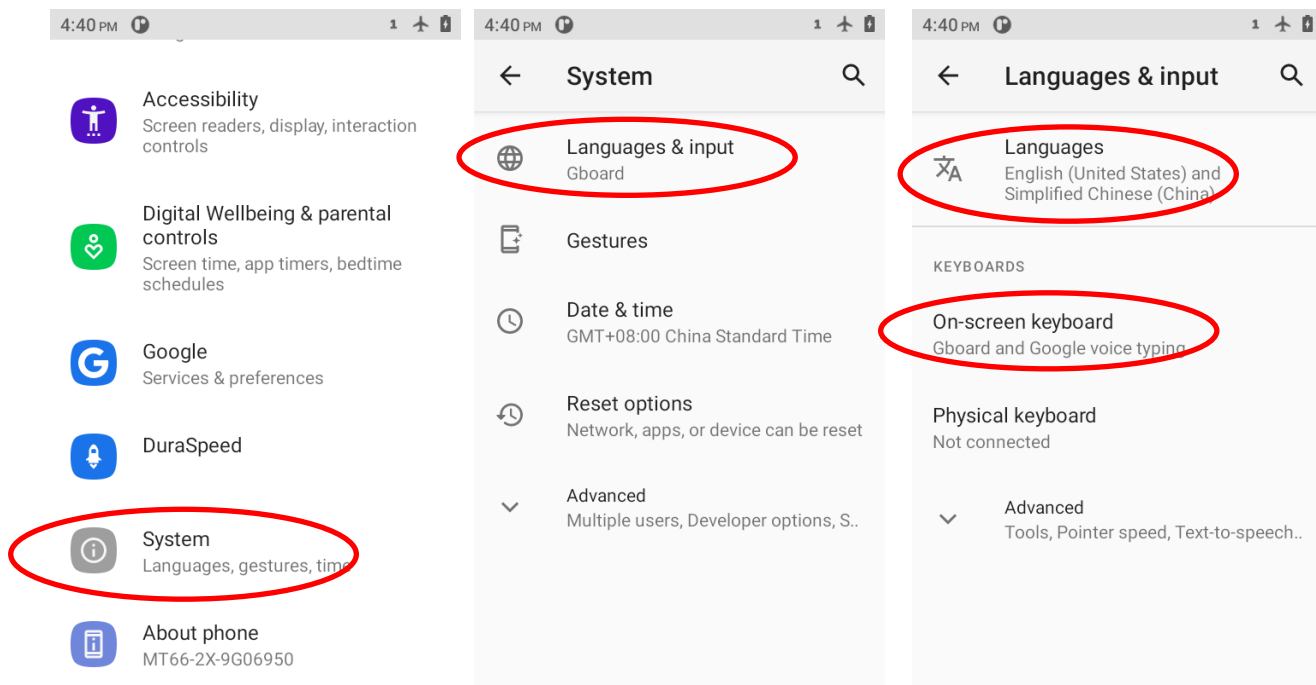 4:40 PM
1
Accessibility
Screen readers, display, interaction
controls
Digital Wellbeing & parental
controls
Screen time, app timers, bedtime
schedules
Google
Services & preferences
DuraSpeed
System
Languages, gestures, time
About phone
MT66-2X-9G06950
4:40 PM
1
System
Languages & input
Gboard
Gestures
Date & time
GMT+08:00 China Standard Time
Reset options
Network, apps, or device can be reset
Advanced
Multiple users, Developer options, S..
4:40 PM
1
Languages & input
Languages
English (United States) and
Simplified Chinese (China)
KEYBOARDS
On-screen keyboard
Gboard and Google voice typing
Physical keyboard
Not connected
Advanced
Tools, Pointer speed, Text-to-speech..